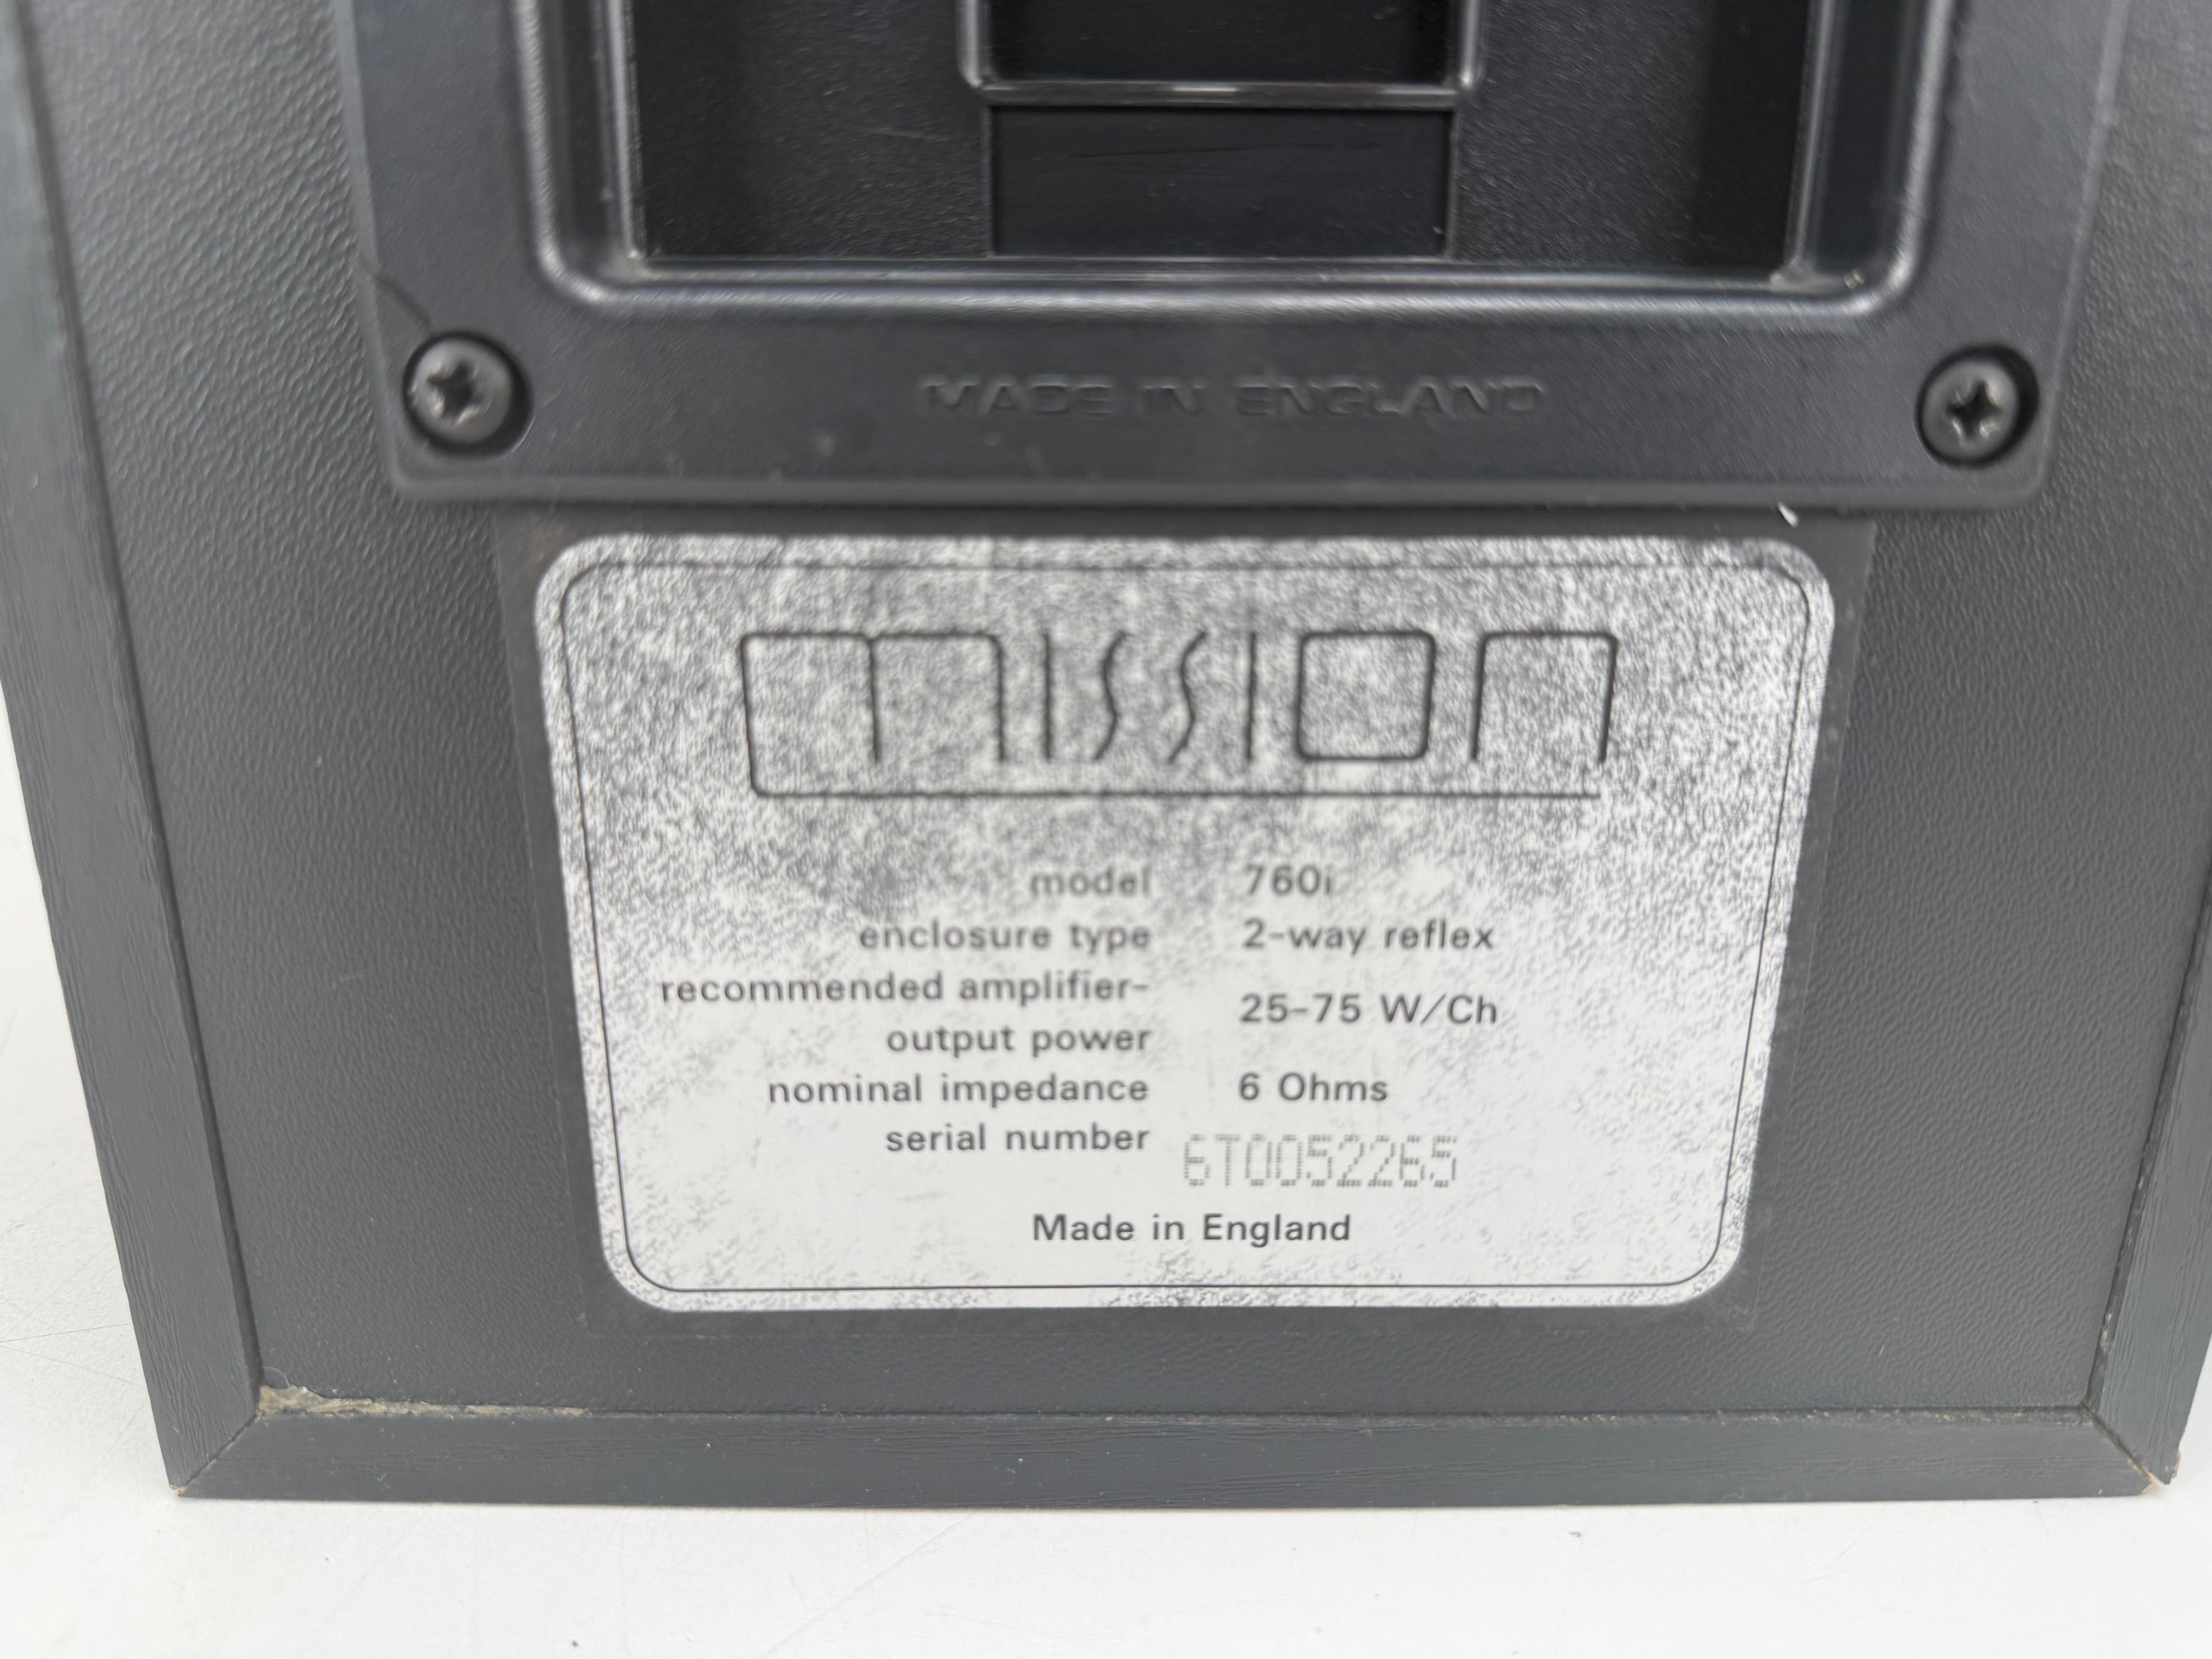 MADE IN ENGLAND
mission
model 760i
enclosure type 2-way reflex
recommended amplifier-
output power 25-75 W/Ch
nominal impedance 6 Ohms
serial number 6T0052265
Made in England